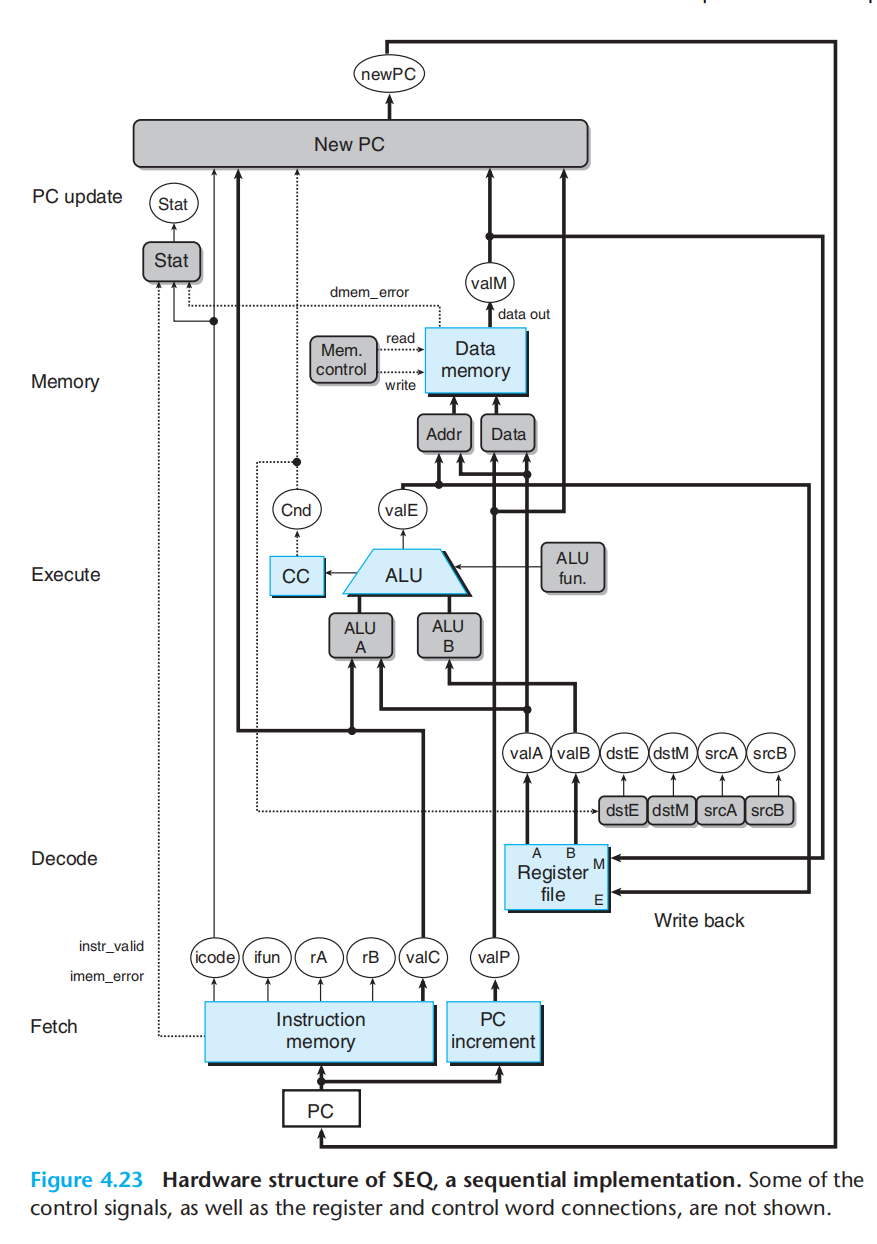 newPC
New PC
PC update
Stat
Stat
valM
dmem_error
data out
read
Mem.
control
write
Data
memory
Memory
Addr
Data
Cnd
valE
Execute
CC
ALU
ALU
fun.
ALU
A
ALU
B
valA
valB
dstE
dstM
srcA
srcB
dstE
dstM
srcA
srcB
Decode
A
B
M
Register
file
E
Write back
instr_valid
imem_error
icode
ifun
rA
rB
valC
valP
Fetch
Instruction
memory
PC
increment
PC
Figure 4.23 Hardware structure of SEQ, a sequential implementation. Some of the
control signals, as well as the register and control word connections, are not shown.